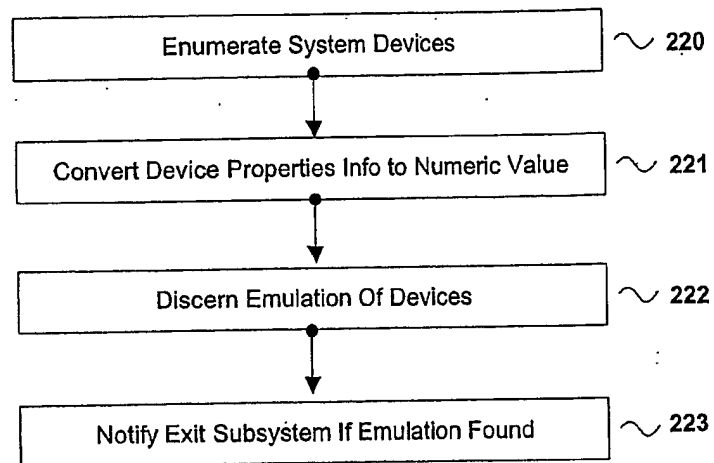 Enumerate System Devices 220
Convert Device Properties Info to Numeric Value 221
Discern Emulation Of Devices 222
Notify Exit Subsystem If Emulation Found 223